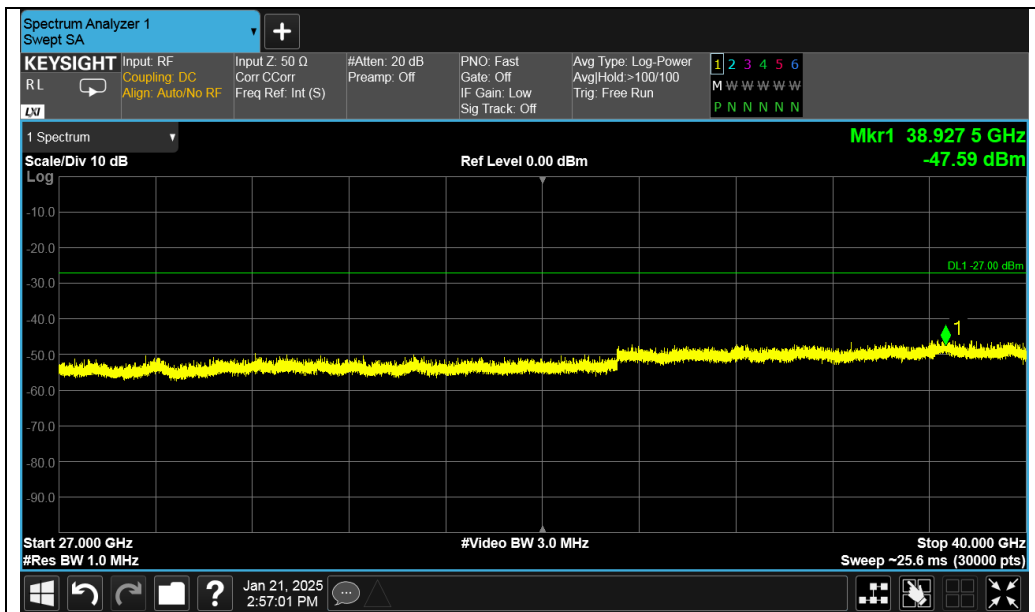 Spectrum Analyzer 1
Swept SA
+
KEYSIGHT
RL
LXI
Input: RF
Coupling: DC
Align: Auto/No RF
Input Z: 50 Ω
Corr CCorr
Freq Ref: Int (S)
#Atten: 20 dB
Preamp: Off
PNO: Fast
Gate: Off
IF Gain: Low
Sig Track: Off
Avg Type: Log-Power
Avg|Hold:>100/100
Trig: Free Run
1 2 3 4 5 6
M W W W W W
P N N N N N
1 Spectrum
Mkr1 38.927 5 GHz
Scale/Div 10 dB
Ref Level 0.00 dBm
-47.59 dBm
Log
-10.0
-20.0
DL1 -27.00 dBm
-30.0
-40.0
1
-50.0
-60.0
-70.0
-80.0
-90.0
Start 27.000 GHz
#Video BW 3.0 MHz
Stop 40.000 GHz
#Res BW 1.0 MHz
Sweep ~25.6 ms (30000 pts)
?
Jan 21, 2025
2:57:01 PM